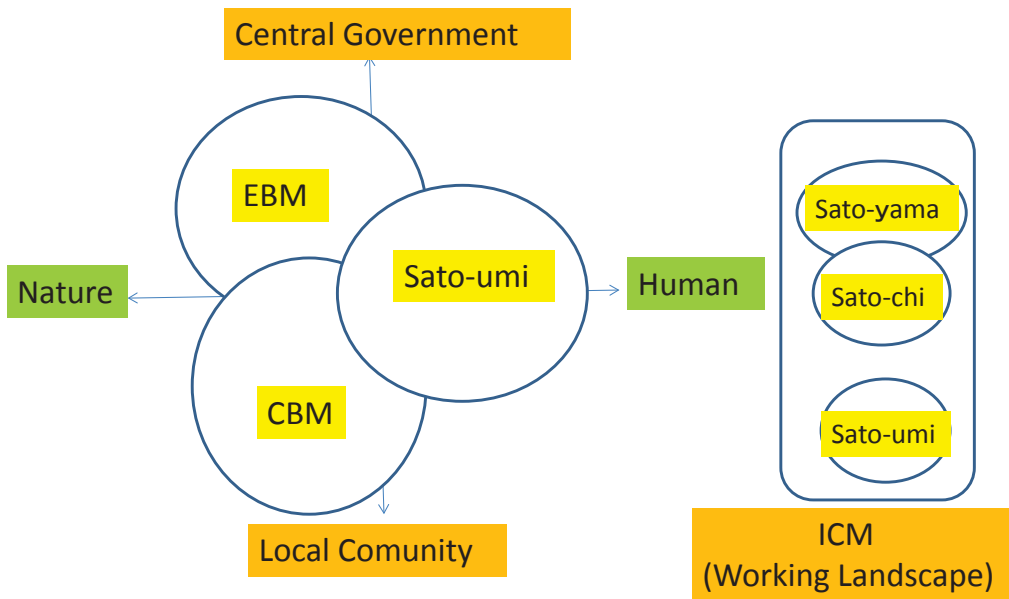 Central Government
EBM
Sato-umi
Nature
Human
CBM
Local Comunity
Sato-yama
Sato-chi
Sato-umi
ICM
(Working Landscape)